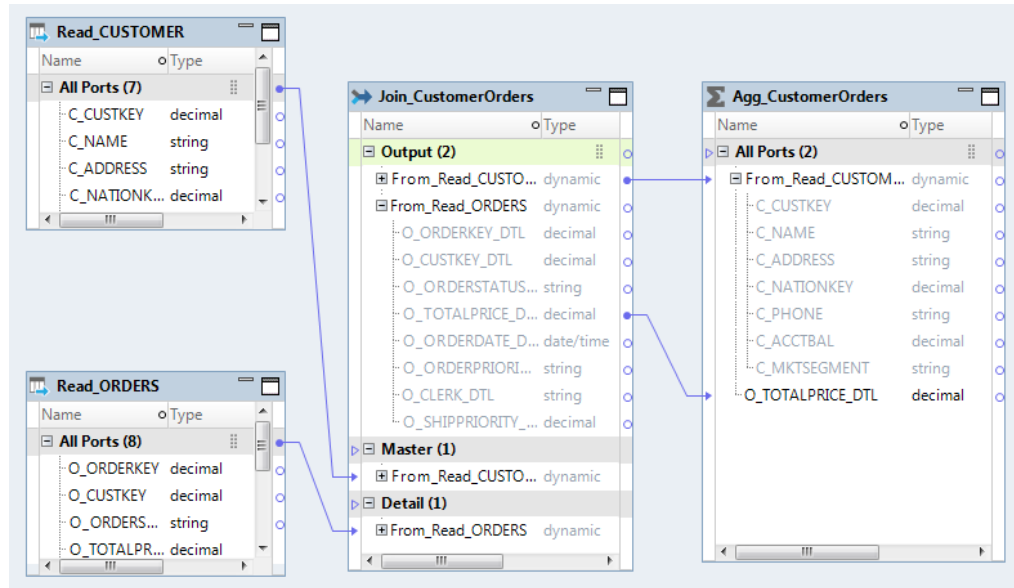 Read_CUSTOMER
Name Type
All Ports (7)
C_CUSTKEY decimal
C_NAME string
C_ADDRESS string
C_NATIONK... decimal
Read_ORDERS
Name Type
All Ports (8)
O_ORDERKEY decimal
O_CUSTKEY decimal
O_ORDERS... string
O_TOTALPR... decimal
Join_CustomerOrders
Name Type
Output (2)
From_Read_CUSTO... dynamic
From_Read_ORDERS dynamic
O_ORDERKEY_DTL decimal
O_CUSTKEY_DTL decimal
O_ORDERSTATUS... string
O_TOTALPRICE_D... decimal
O_ORDERDATE_D... date/time
O_ORDERPRIORI... string
O_CLERK_DTL string
O_SHIPPRIORITY_... decimal
Master (1)
From_Read_CUSTO... dynamic
Detail (1)
From_Read_ORDERS dynamic
Agg_CustomerOrders
Name Type
All Ports (2)
From_Read_CUSTOM... dynamic
C_CUSTKEY decimal
C_NAME string
C_ADDRESS string
C_NATIONKEY decimal
C_PHONE string
C_ACCTBAL decimal
C_MKTSEGMENT string
O_TOTALPRICE_DTL decimal